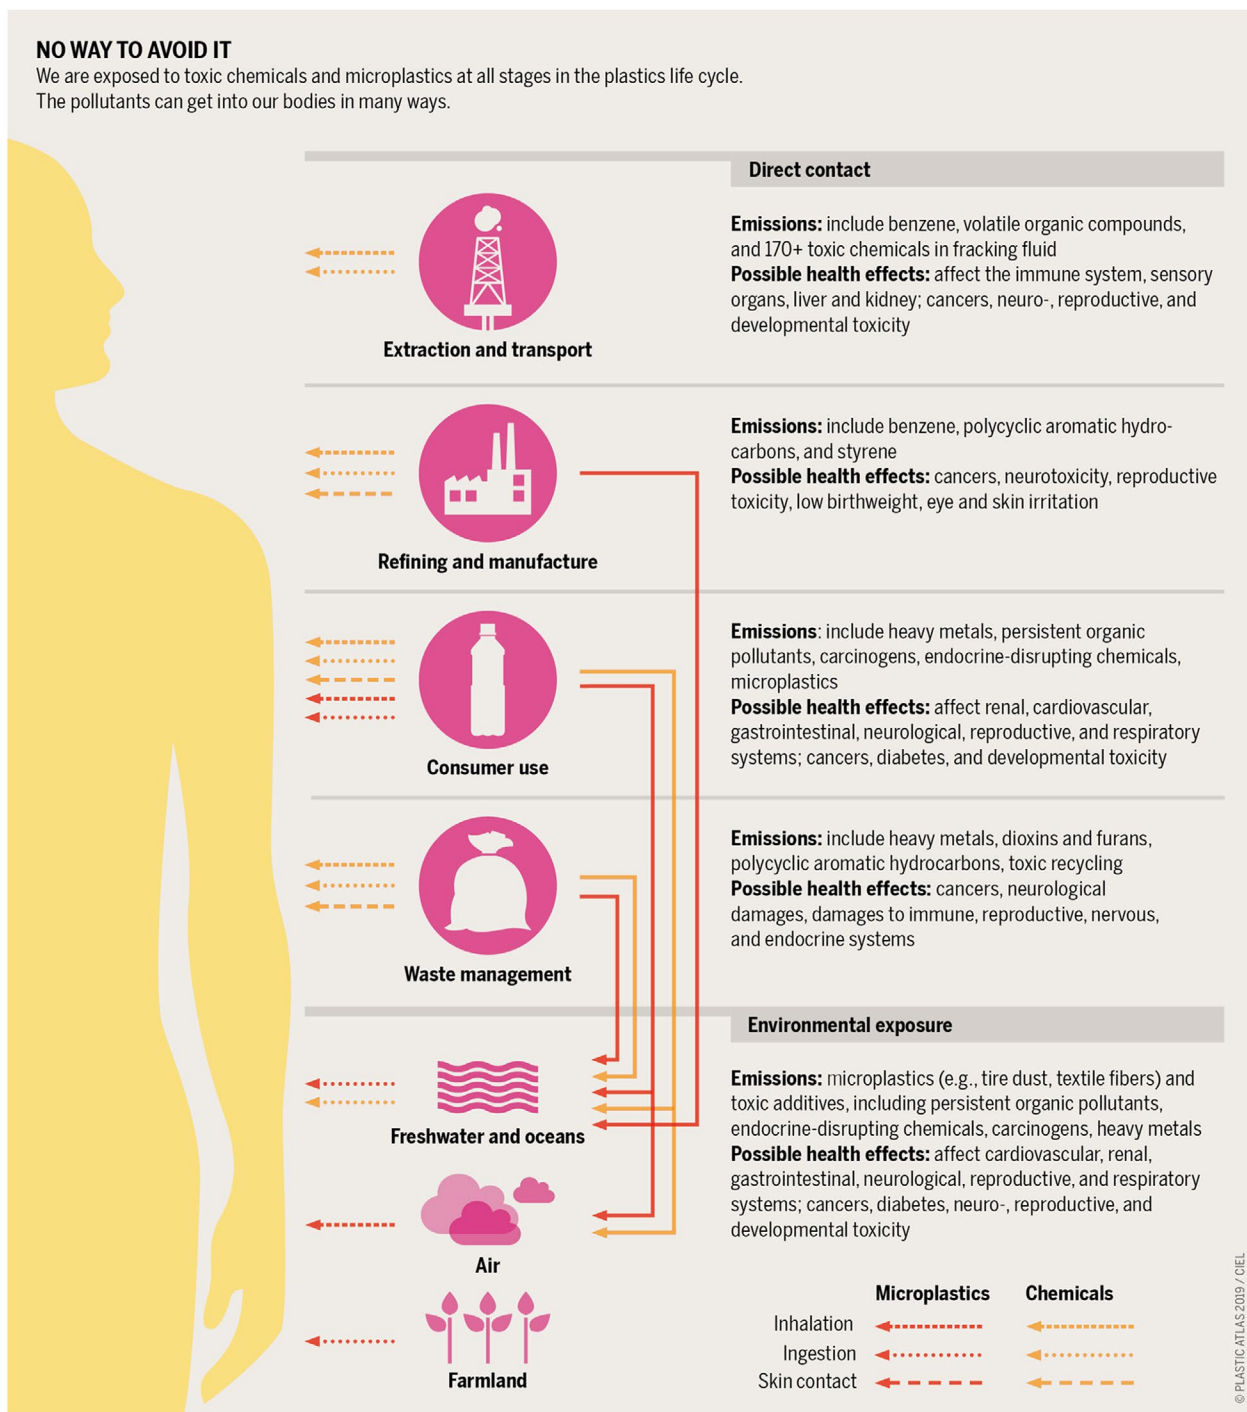 NO WAY TO AVOID IT
We are exposed to toxic chemicals and microplastics at all stages in the plastics life cycle.
The pollutants can get into our bodies in many ways.
Direct contact
Extraction and transport
Emissions: include benzene, volatile organic compounds,
and 170+ toxic chemicals in fracking fluid
Possible health effects: affect the immune system, sensory
organs, liver and kidney; cancers, neuro-, reproductive, and
developmental toxicity
Refining and manufacture
Emissions: include benzene, polycyclic aromatic hydro-
carbons, and styrene
Possible health effects: cancers, neurotoxicity, reproductive
toxicity, low birthweight, eye and skin irritation
Consumer use
Emissions: include heavy metals, persistent organic
pollutants, carcinogens, endocrine-disrupting chemicals,
microplastics
Possible health effects: affect renal, cardiovascular,
gastrointestinal, neurological, reproductive, and respiratory
systems; cancers, diabetes, and developmental toxicity
Waste management
Emissions: include heavy metals, dioxins and furans,
polycyclic aromatic hydrocarbons, toxic recycling
Possible health effects: cancers, neurological
damages, damages to immune, reproductive, nervous,
and endocrine systems
Environmental exposure
Freshwater and oceans
Air
Farmland
Emissions: microplastics (e.g., tire dust, textile fibers) and
toxic additives, including persistent organic pollutants,
endocrine-disrupting chemicals, carcinogens, heavy metals
Possible health effects: affect cardiovascular, renal,
gastrointestinal, neurological, reproductive, and respiratory
systems; cancers, diabetes, neuro-, reproductive, and
developmental toxicity
Microplastics Chemicals
Inhalation
Ingestion
Skin contact
© PLASTIC ATLAS 2019 / CIEL